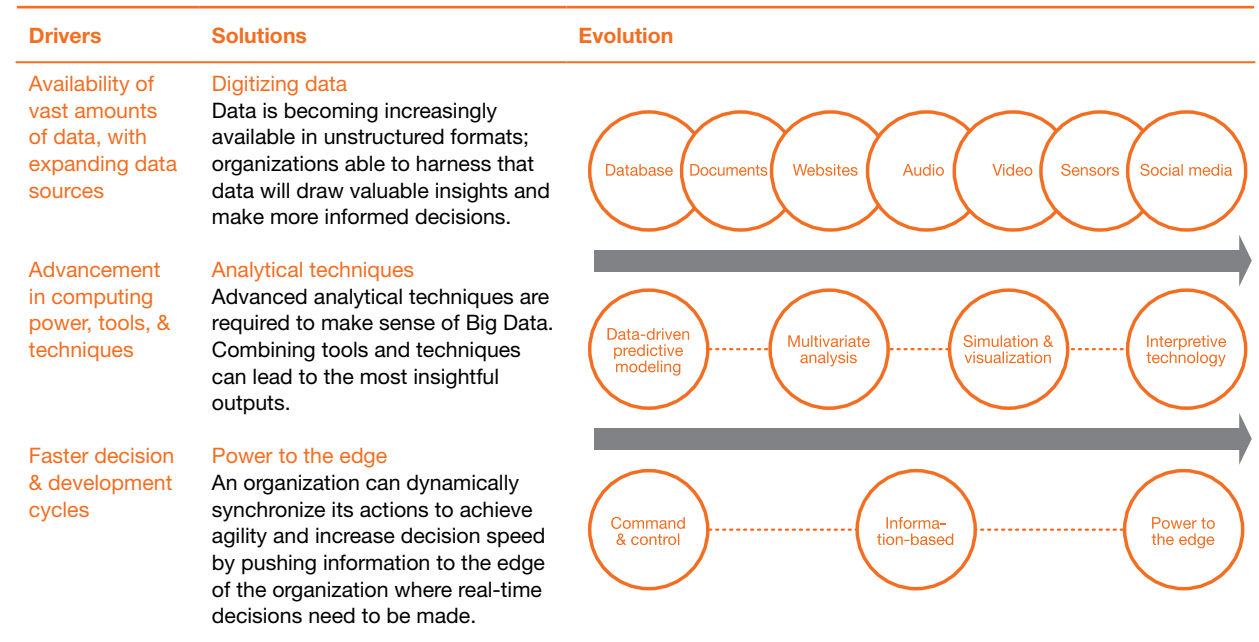 Drivers
Solutions
Evolution
Availability of
vast amounts
of data, with
expanding data
sources
Digitizing data
Data is becoming increasingly
available in unstructured formats;
organizations able to harness that
data will draw valuable insights and
make more informed decisions.
Database
Documents
Websites
Audio
Video
Sensors
Social media
Advancement
in computing
power, tools, &
techniques
Analytical techniques
Advanced analytical techniques are
required to make sense of Big Data.
Combining tools and techniques
can lead to the most insightful
outputs.
Data-driven
predictive
modeling
Multivariate
analysis
Simulation &
visualization
Interpretive
technology
Faster decision
& development
cycles
Power to the edge
An organization can dynamically
synchronize its actions to achieve
agility and increase decision speed
by pushing information to the edge
of the organization where real-time
decisions need to be made.
Command
& control
Informa-
tion-based
Power to
the edge